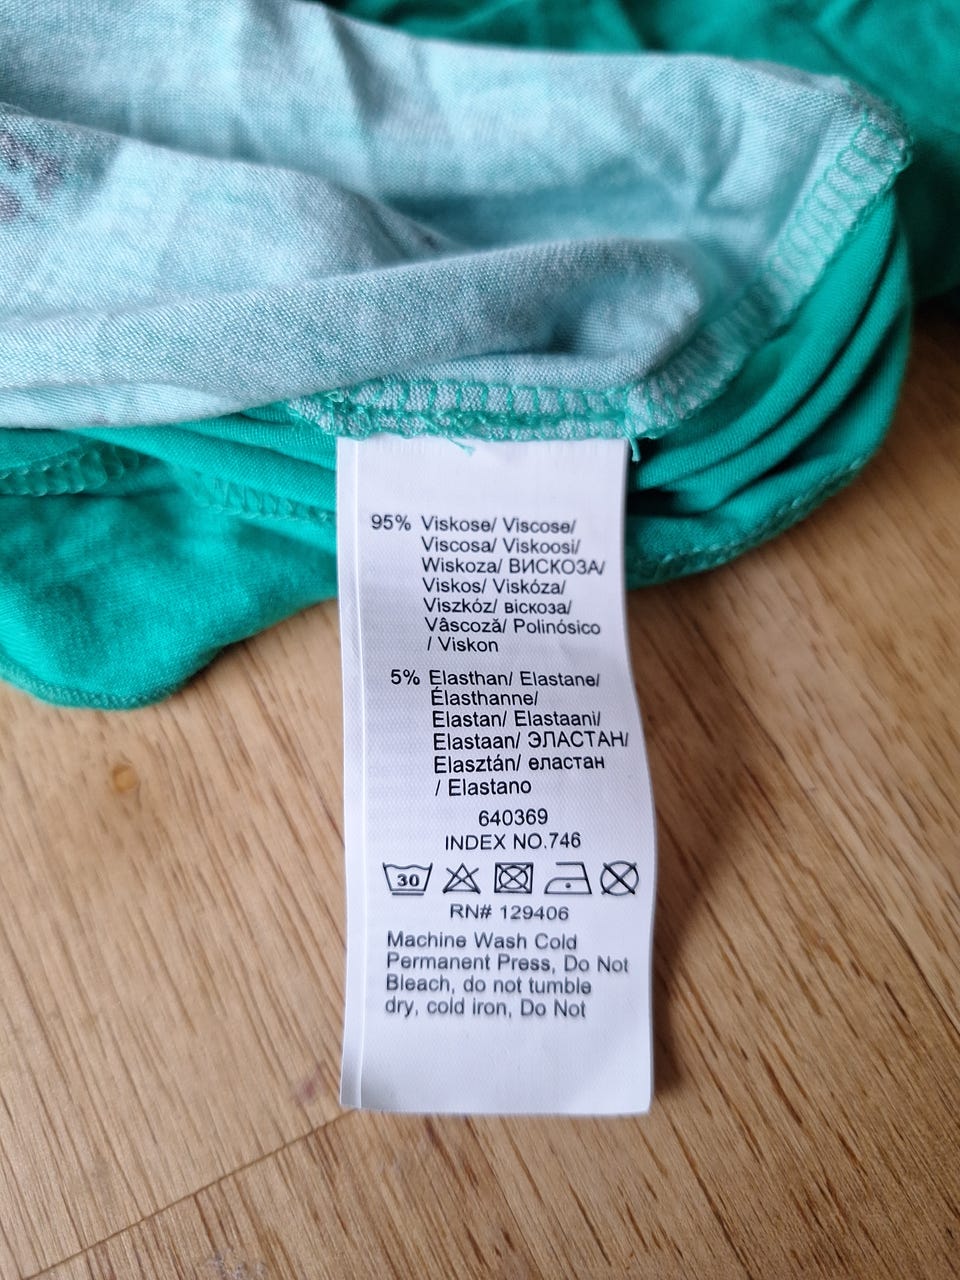 95% Viskose/ Viscose/
Viscosa/ Viskoosi/
Wiskoza/ ВИСКОЗА/
Viskos/ Viskóza/
Viszkóz/ віскоза/
Vâscoză/ Polinósico
/ Viskon
5% Elasthan/ Elastane/
Élasthanne/
Elastan/ Elastaani/
Elastaan/ ЭЛАСТАН/
Elasztán/ еластан
/ Elastano
640369
INDEX NO.746
30
RN# 129406
Machine Wash Cold
Permanent Press, Do Not
Bleach, do not tumble
dry, cold iron, Do Not